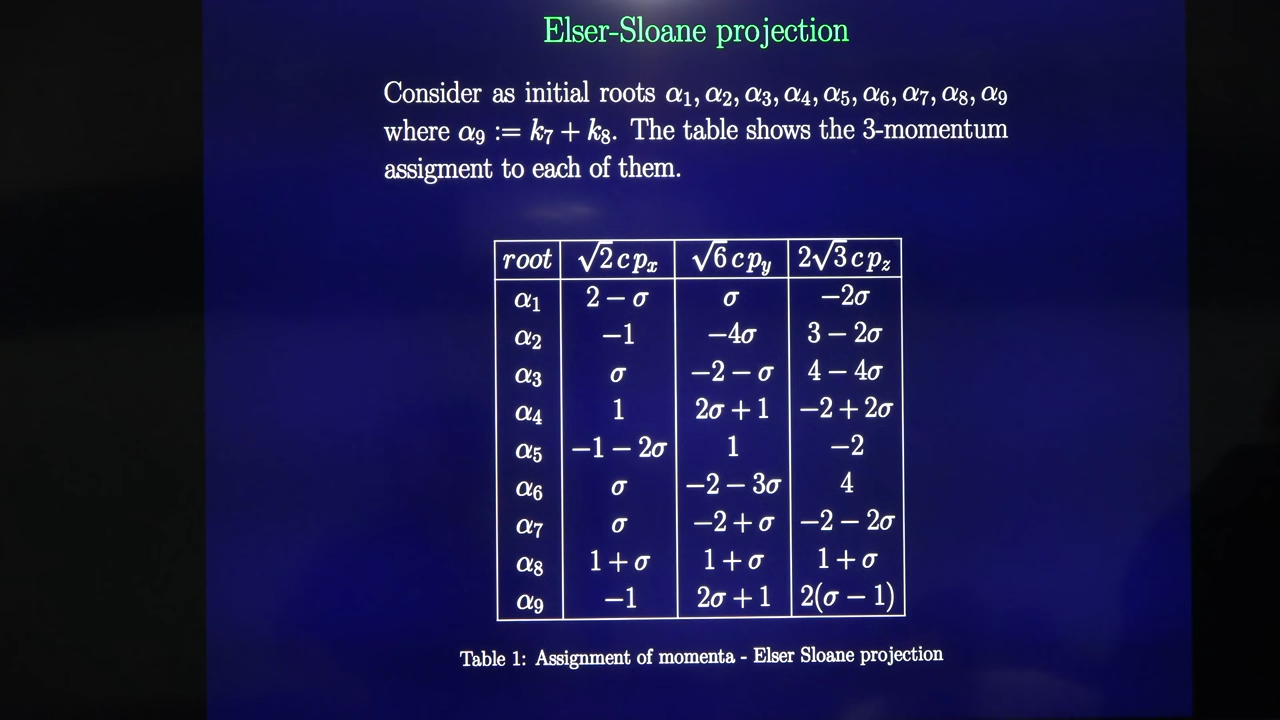 Elser-Sloane projection
Consider as initial roots α₁, α₂, α₃, α₄, α₅, α₆, α₇, α₈, α₉
where α₉ := k₇ + k₈. The table shows the 3-momentum
assigment to each of them.
root √2 c pₓ √6 c p_y 2√3 c p_z
α₁ 2 − σ σ −2σ
α₂ −1 −4σ 3 − 2σ
α₃ σ −2 − σ 4 − 4σ
α₄ 1 2σ + 1 −2 + 2σ
α₅ −1 − 2σ 1 −2
α₆ σ −2 − 3σ 4
α₇ σ −2 + σ −2 − 2σ
α₈ 1 + σ 1 + σ 1 + σ
α₉ −1 2σ + 1 2(σ − 1)
Table 1: Assignment of momenta - Elser Sloane projection